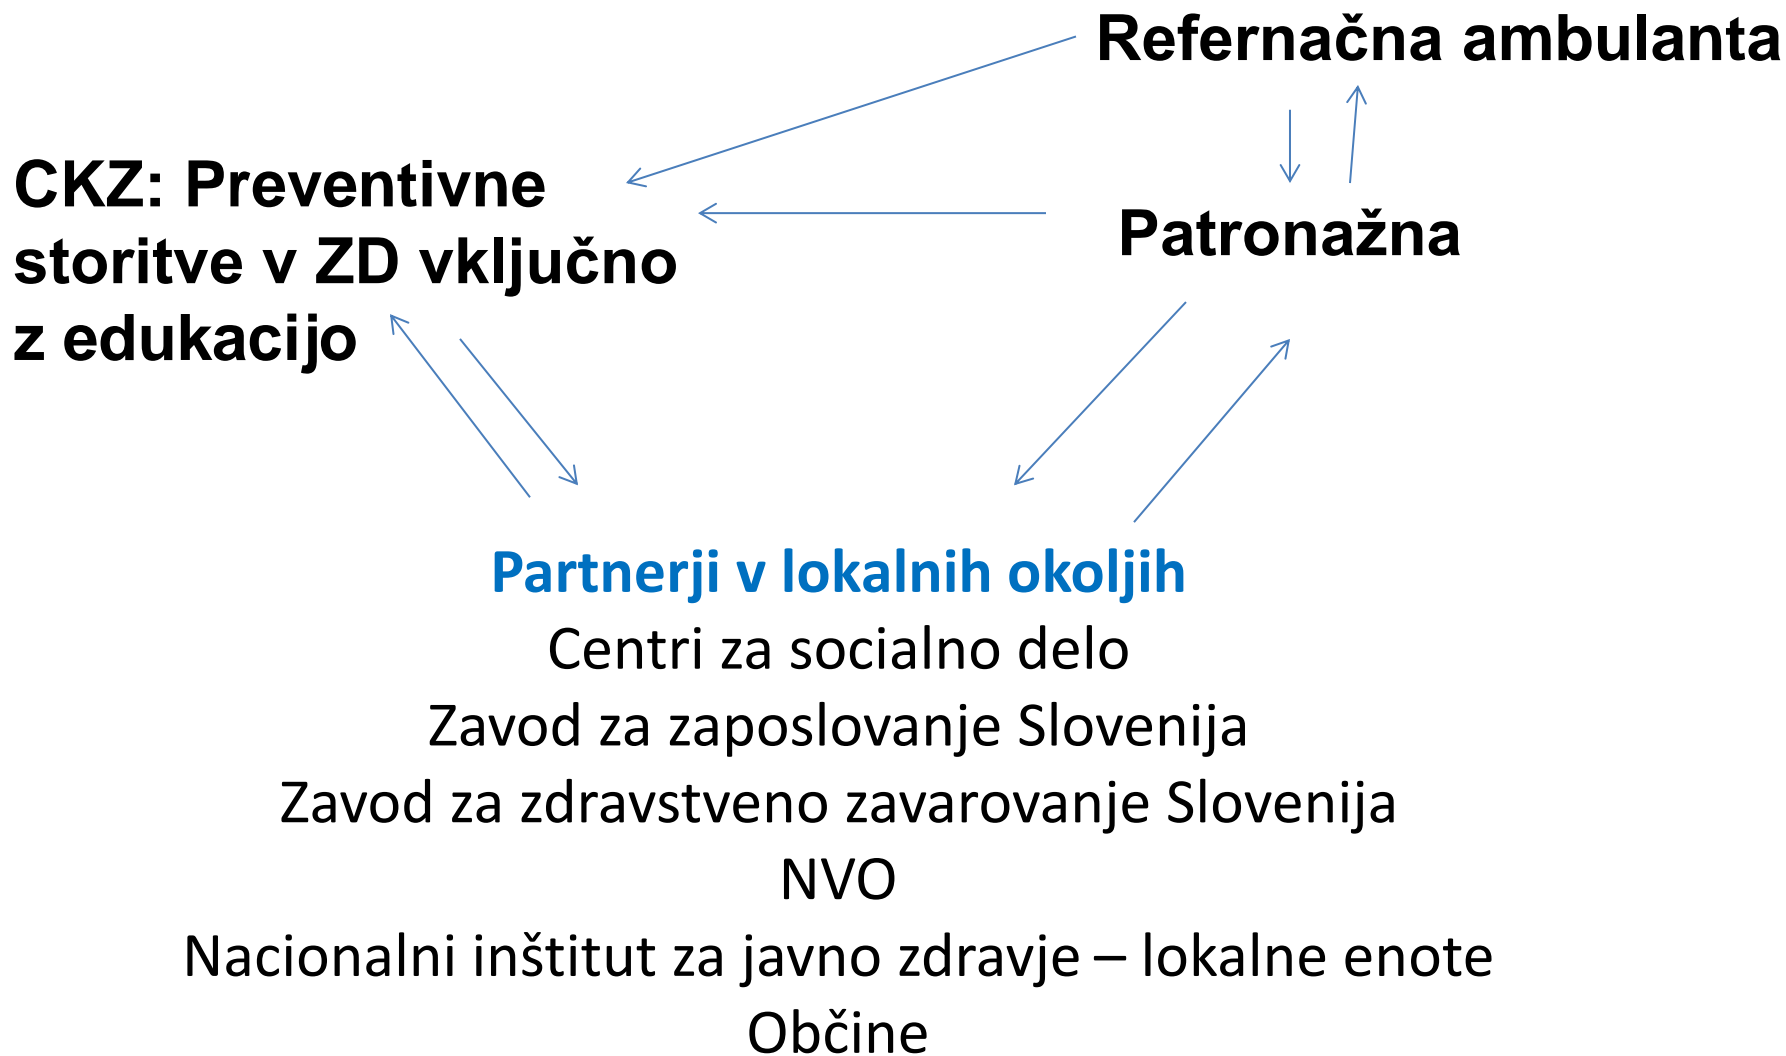 Refernačna ambulanta
CKZ: Preventivne
storitve v ZD vključno
z edukacijo
Patronažna
Partnerji v lokalnih okoljih
Centri za socialno delo
Zavod za zaposlovanje Slovenija
Zavod za zdravstveno zavarovanje Slovenija
NVO
Nacionalni inštitut za javno zdravje – lokalne enote
Občine